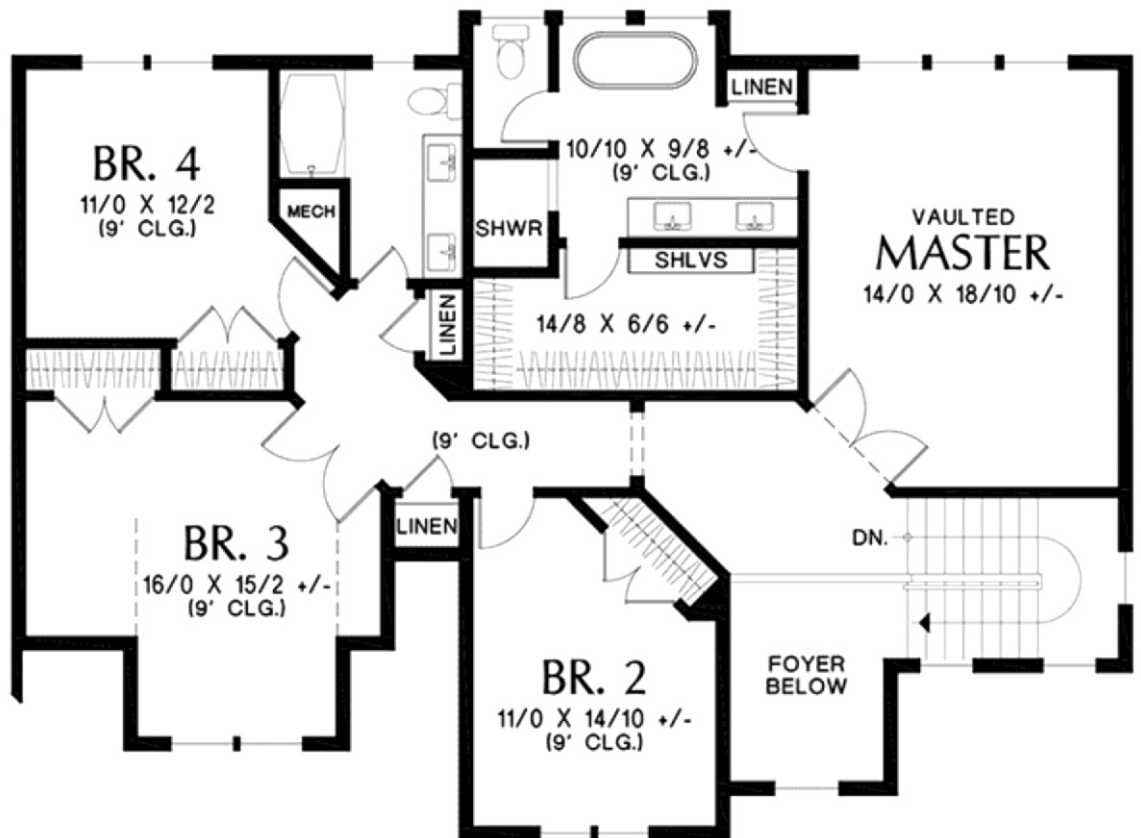 LINEN
10/10 X 9/8 +/-
(9' CLG.)
BR. 4
11/0 X 12/2
(9' CLG.)
MECH
SHWR
VAULTED
MASTER
14/0 X 18/10 +/-
SHLVS
LINEN
14/8 X 6/6 +/-
(9' CLG.)
LINEN
BR. 3
16/0 X 15/2 +/-
(9' CLG.)
DN.
FOYER
BELOW
BR. 2
11/0 X 14/10 +/-
(9' CLG.)